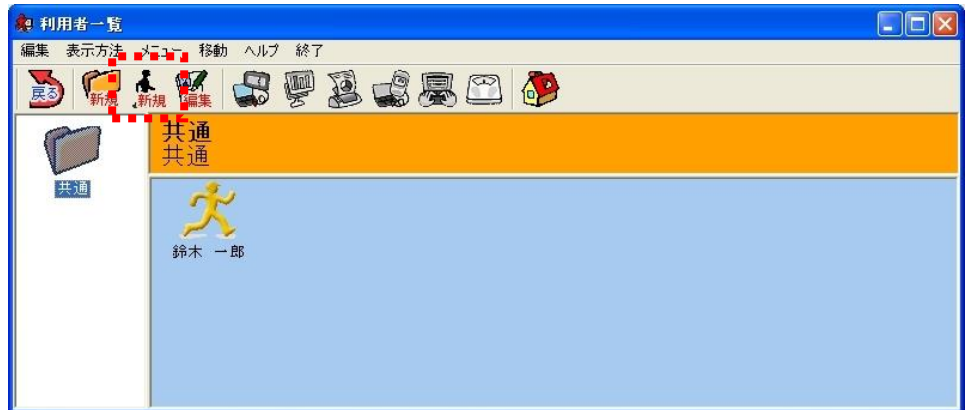 利用者一覧
編集 表示方法 メニュー 移動 ヘルプ 終了
戻る 新規 新規 編集
共通
共通
共通
鈴木 一郎